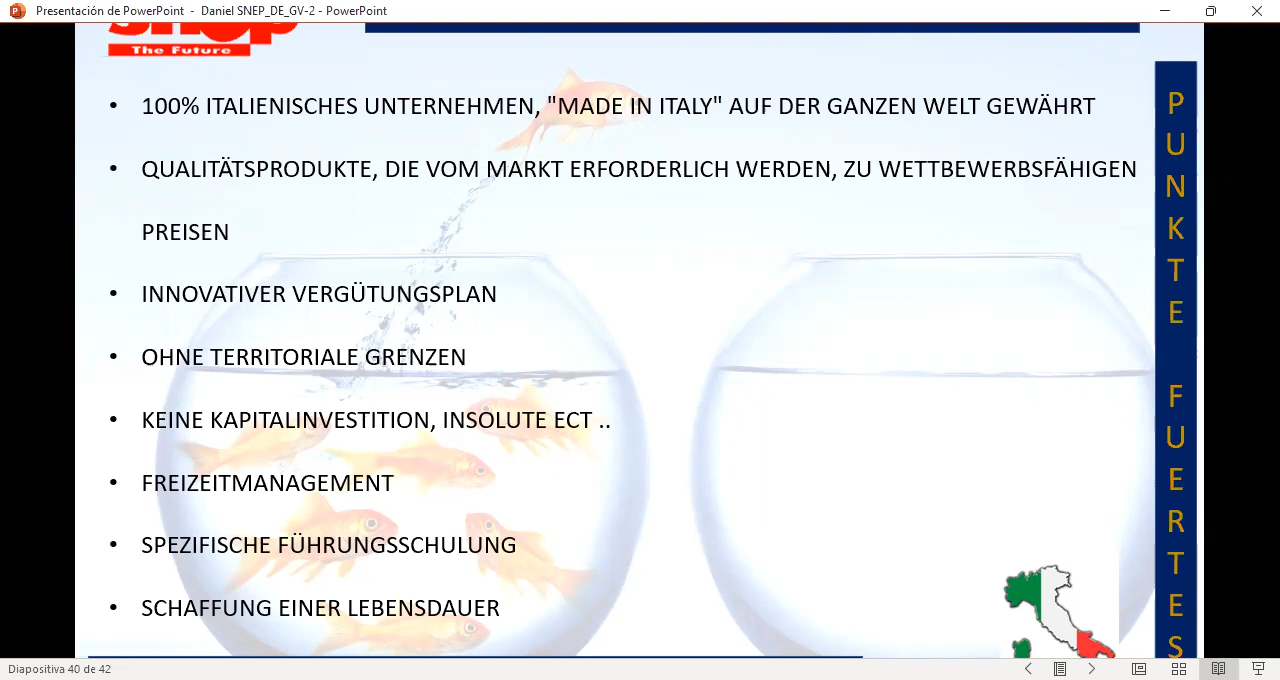 Presentación de PowerPoint - Daniel SNEP_DE_GV-2 - PowerPoint
snep
The Future
• 100% ITALIENISCHES UNTERNEHMEN, "MADE IN ITALY" AUF DER GANZEN WELT GEWÄHRT
• QUALITÄTSPRODUKTE, DIE VOM MARKT ERFORDERLICH WERDEN, ZU WETTBEWERBSFÄHIGEN
PREISEN
• INNOVATIVER VERGÜTUNGSPLAN
• OHNE TERRITORIALE GRENZEN
• KEINE KAPITALINVESTITION, INSOLUTE ECT ..
• FREIZEITMANAGEMENT
• SPEZIFISCHE FÜHRUNGSSCHULUNG
• SCHAFFUNG EINER LEBENSDAUER
PUNKTE FUERTES
Diapositiva 40 de 42